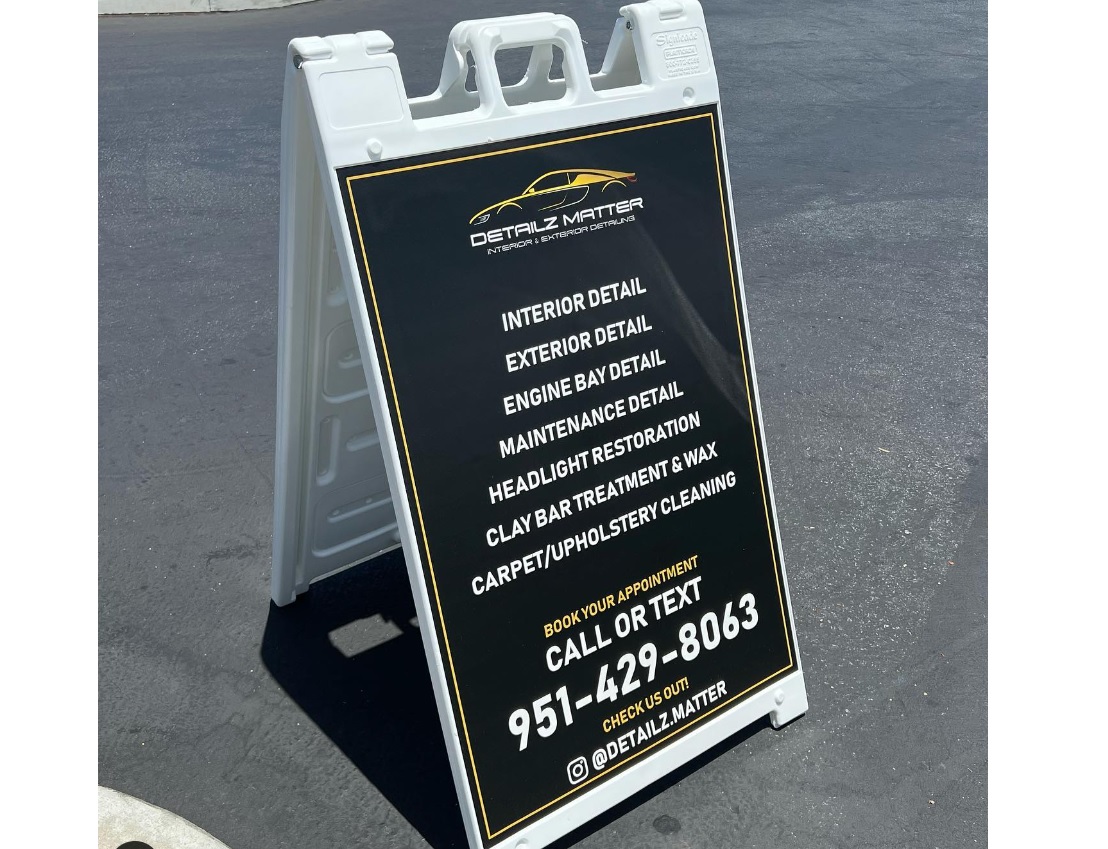 DETAILZ MATTER
INTERIOR & EXTERIOR DETAILING
INTERIOR DETAIL
EXTERIOR DETAIL
ENGINE BAY DETAIL
MAINTENANCE DETAIL
HEADLIGHT RESTORATION
CLAY BAR TREATMENT & WAX
CARPET/UPHOLSTERY CLEANING
BOOK YOUR APPOINTMENT
CALL OR TEXT
951-429-8063
CHECK US OUT!
@DETAILZ.MATTER